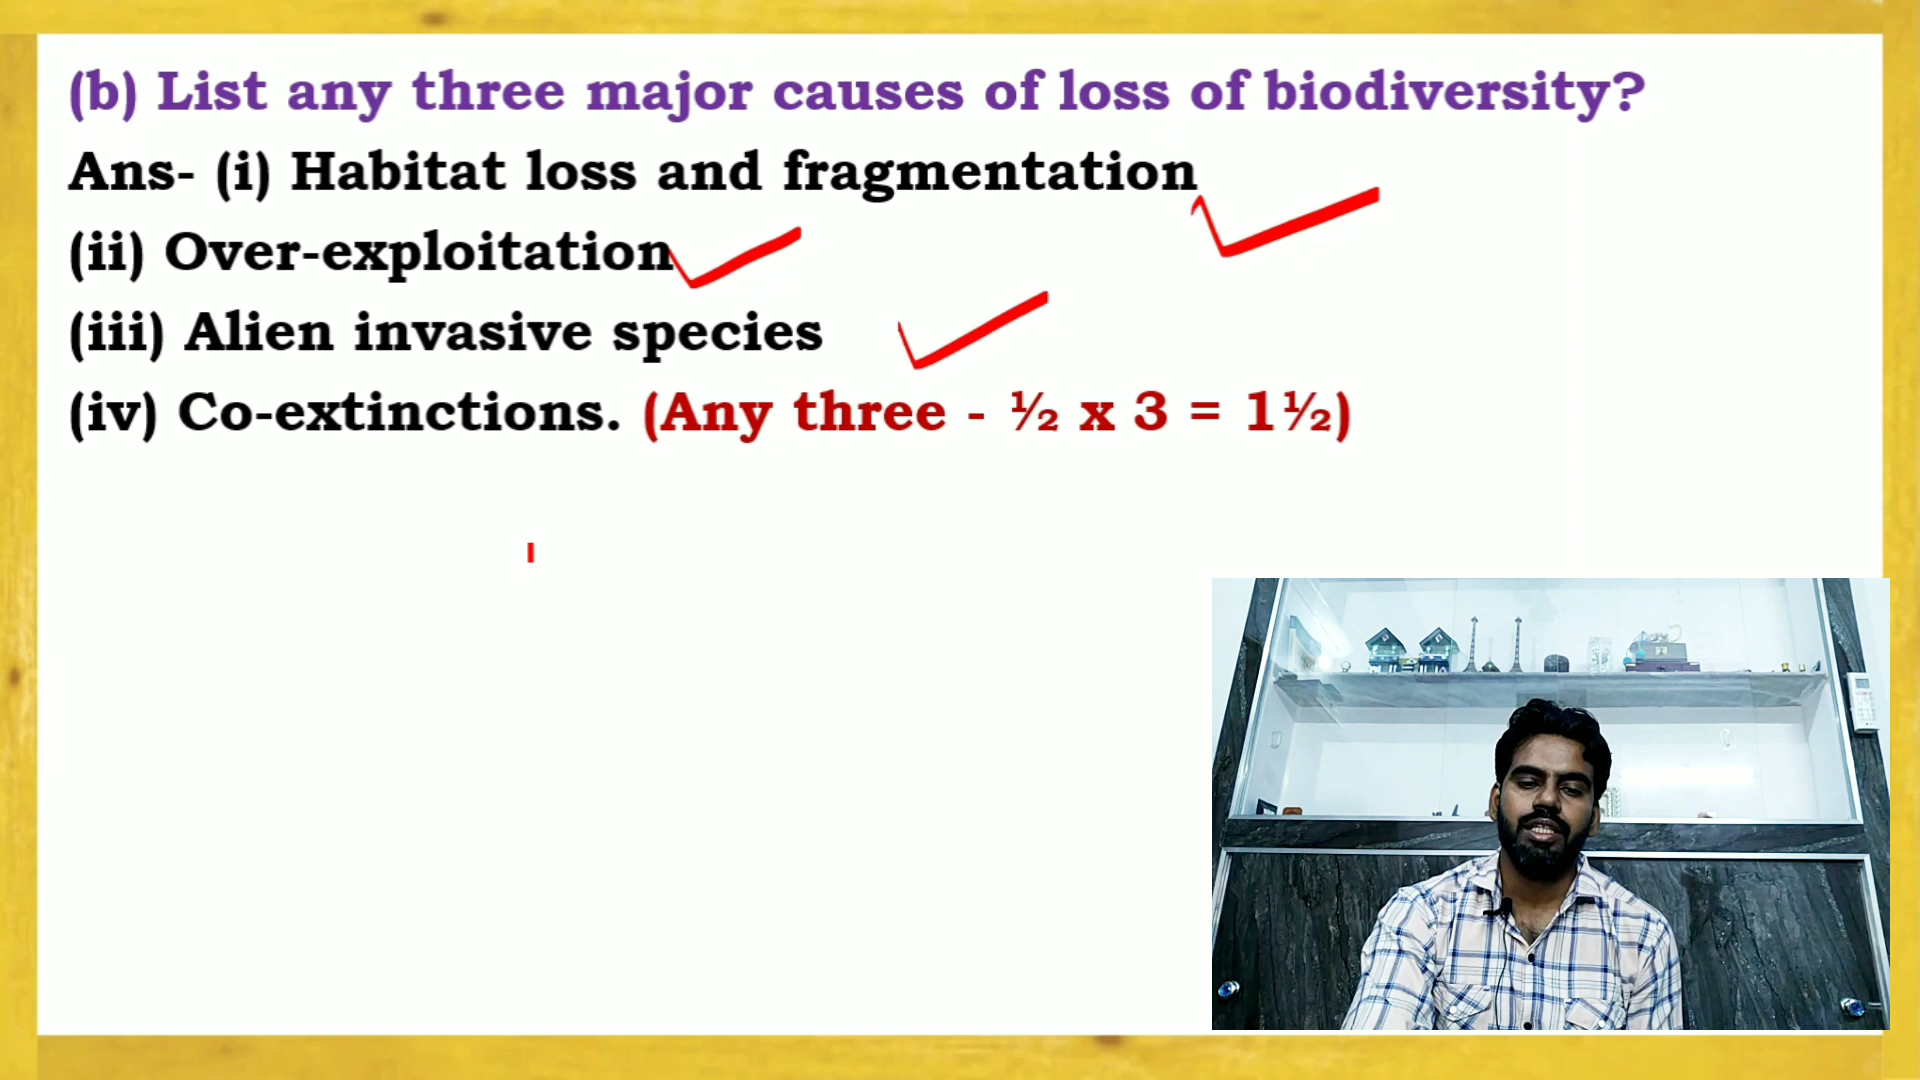 (b) List any three major causes of loss of biodiversity?
Ans- (i) Habitat loss and fragmentation
(ii) Over-exploitation
(iii) Alien invasive species
(iv) Co-extinctions. (Any three - ½ x 3 = 1½)